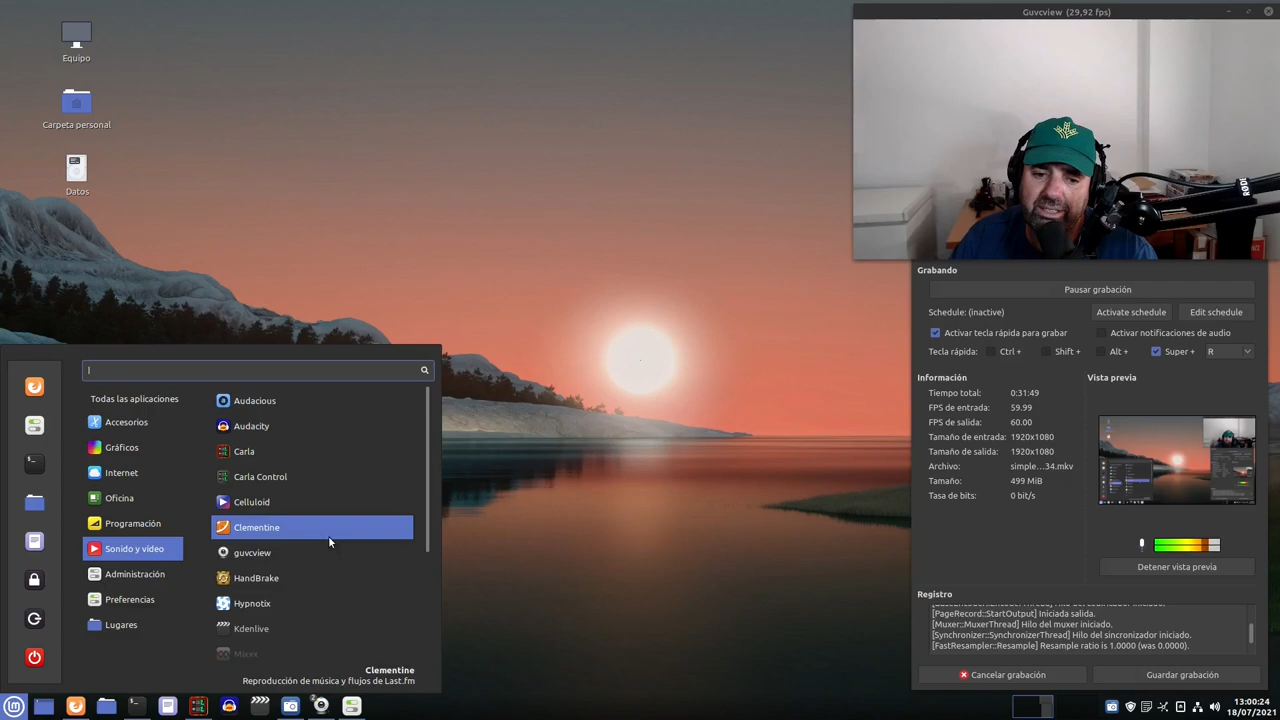 Equipo
Carpeta personal
Datos
Guvcview (29,92 fps)
RØDE
Grabando
Pausar grabación
Schedule: (inactive)
Activate schedule
Edit schedule
Activar tecla rápida para grabar
Activar notificaciones de audio
Tecla rápida:
Ctrl +
Shift +
Alt +
Super +
R
Información
Vista previa
Tiempo total:
0:31:49
FPS de entrada:
59.99
FPS de salida:
60.00
Tamaño de entrada:
1920x1080
Tamaño de salida:
1920x1080
Archivo:
simple...34.mkv
Tamaño:
499 MiB
Tasa de bits:
0 bit/s
Detener vista previa
Registro
[PageRecord::StartOutput] Iniciada salida.
[Muxer::MuxerThread] Hilo del muxer iniciado.
[Synchronizer::SynchronizerThread] Hilo del sincronizador iniciado.
[FastResampler::Resample] Resample ratio is 1.0000 (was 0.0000).
Cancelar grabación
Guardar grabación
Todas las aplicaciones
Accesorios
Gráficos
Internet
Oficina
Programación
Sonido y vídeo
Administración
Preferencias
Lugares
Audacious
Audacity
Carla
Carla Control
Celluloid
Clementine
guvcview
HandBrake
Hypnotix
Kdenlive
Mixxx
Clementine
Reproducción de música y flujos de Last.fm
13:00:24
18/07/2021